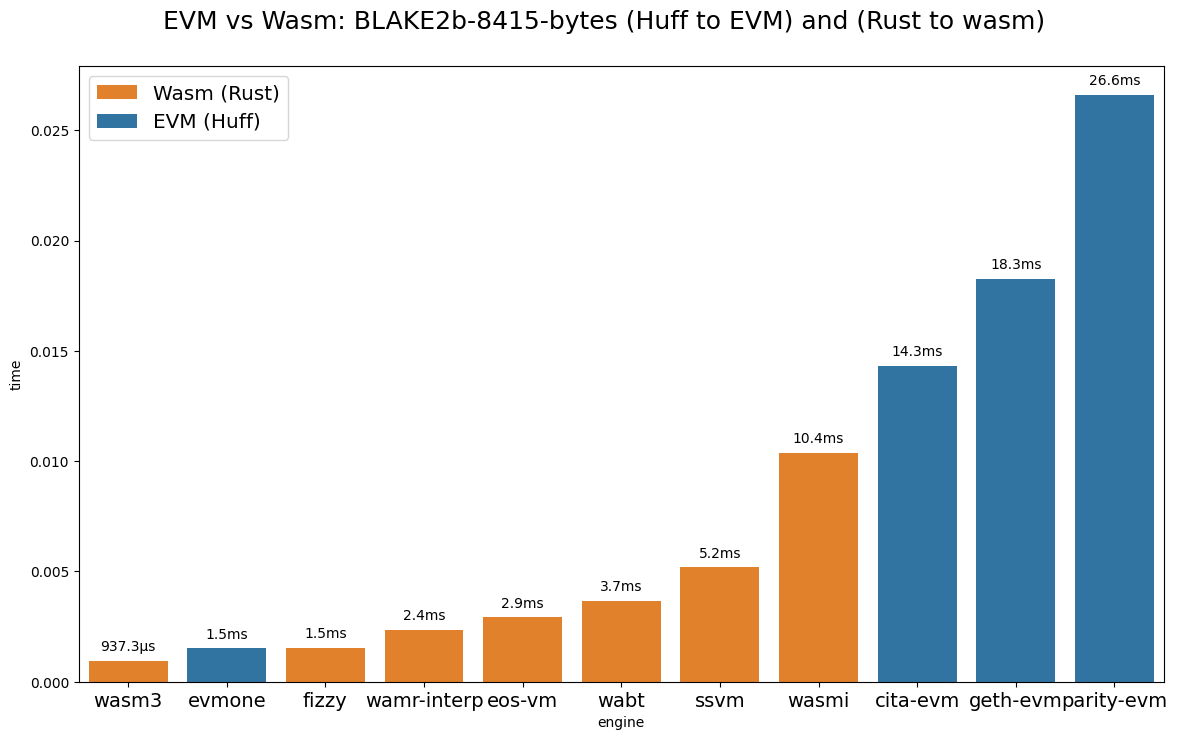 EVM vs Wasm: BLAKE2b-8415-bytes (Huff to EVM) and (Rust to wasm)
Wasm (Rust)
EVM (Huff)
26.6ms
18.3ms
14.3ms
10.4ms
5.2ms
3.7ms
2.9ms
2.4ms
1.5ms
1.5ms
937.3µs
0.025
0.020
0.015
0.010
0.005
0.000
time
wasm3 evmone fizzy wamr-interp eos-vm wabt ssvm wasmi cita-evm geth-evm parity-evm
engine